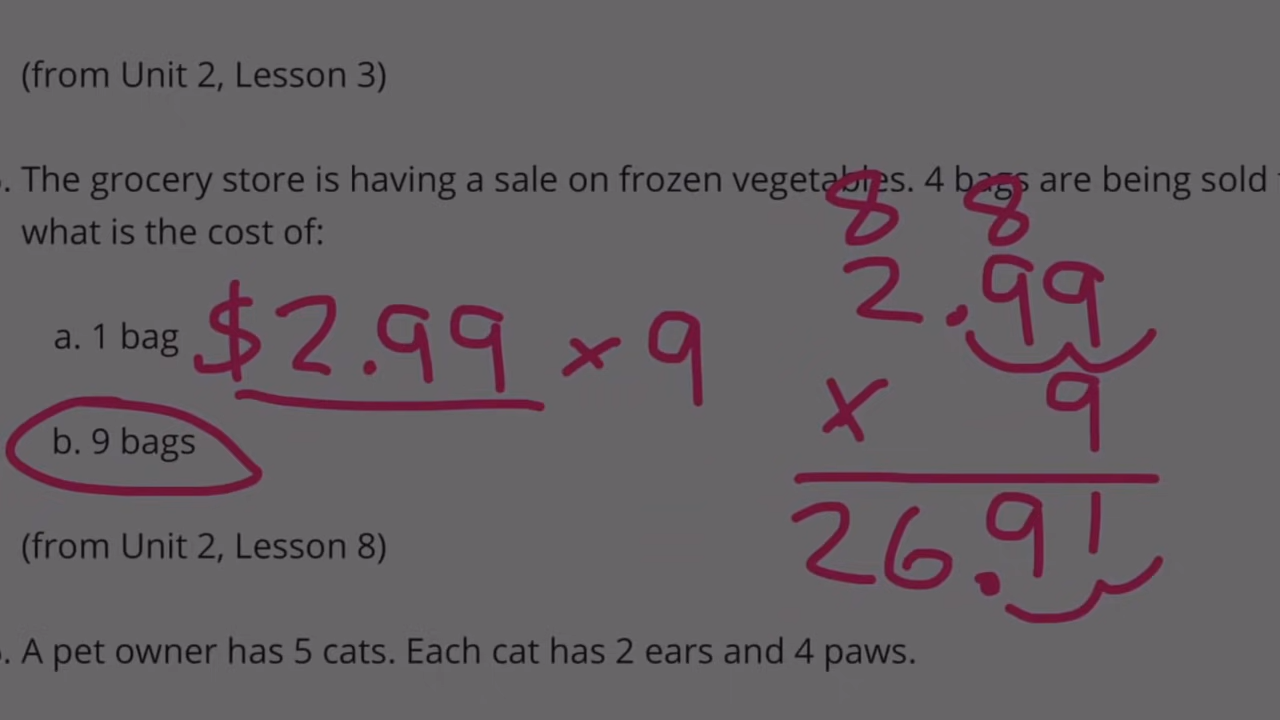 (from Unit 2, Lesson 3)
. The grocery store is having a sale on frozen vegetables. 4 bags are being sold
what is the cost of:
8 8
2.99
a. 1 bag $2.99 × 9
× 9
b. 9 bags
26.91
(from Unit 2, Lesson 8)
. A pet owner has 5 cats. Each cat has 2 ears and 4 paws.